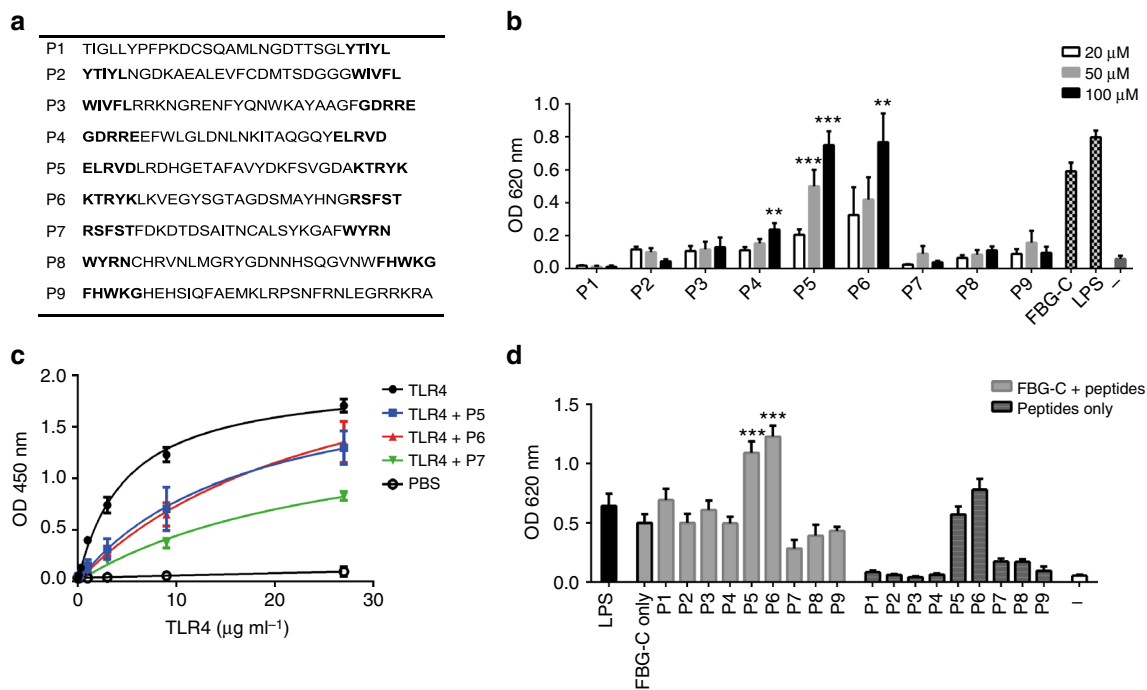 a
P1 TIGLLYPFPKDCSQAMLNGDTTSGLYTIYL
P2 YTIYLNGDKAEALEVFCDMTSDGGGWIVFL
P3 WIVFLRRKNGRENFYQNWKAYAAGFGDRRE
P4 GDRREEFWLGLDNLNKITAQGQYELRVD
P5 ELRVDLRDHGETAFAVYDKFSVGDAKTRYK
P6 KTRYKLKVEGYSGTAGDSMAYHNGRSFST
P7 RSFSTFDKDTDSAITNCALSYKGAFWYRN
P8 WYRNCHRVNLMGRYGDNNHSQGVNWFHWKG
P9 FHWKGHEHSIQFAEMKLRPSNFRNLEGRRKRA
b
20 μM
50 μM
100 μM
OD 620 nm
1.0
0.8
0.6
0.4
0.2
0.0
**
***
***
**
P1 P2 P3 P4 P5 P6 P7 P8 P9 FBG-C LPS –
c
OD 450 nm
2.0
1.5
1.0
0.5
0.0
0 10 20 30
TLR4 (μg ml⁻¹)
TLR4
TLR4 + P5
TLR4 + P6
TLR4 + P7
PBS
d
FBG-C + peptides
Peptides only
OD 620 nm
1.5
1.0
0.5
0.0
***
***
LPS FBG-C only P1 P2 P3 P4 P5 P6 P7 P8 P9 P1 P2 P3 P4 P5 P6 P7 P8 P9 –